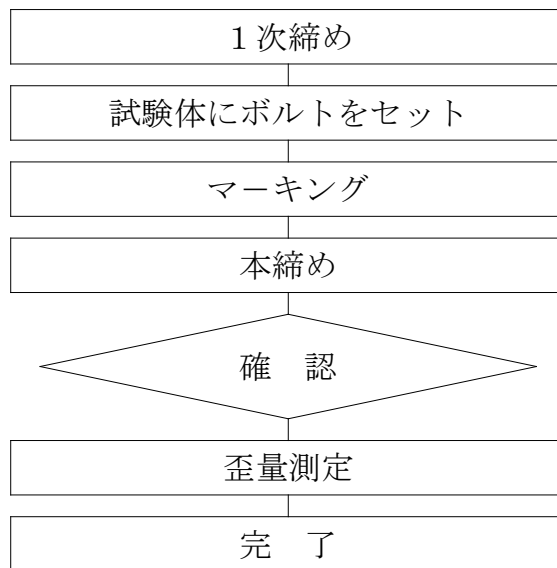 １次締め
試験体にボルトをセット
マーキング
本締め
確　認
歪量測定
完　了